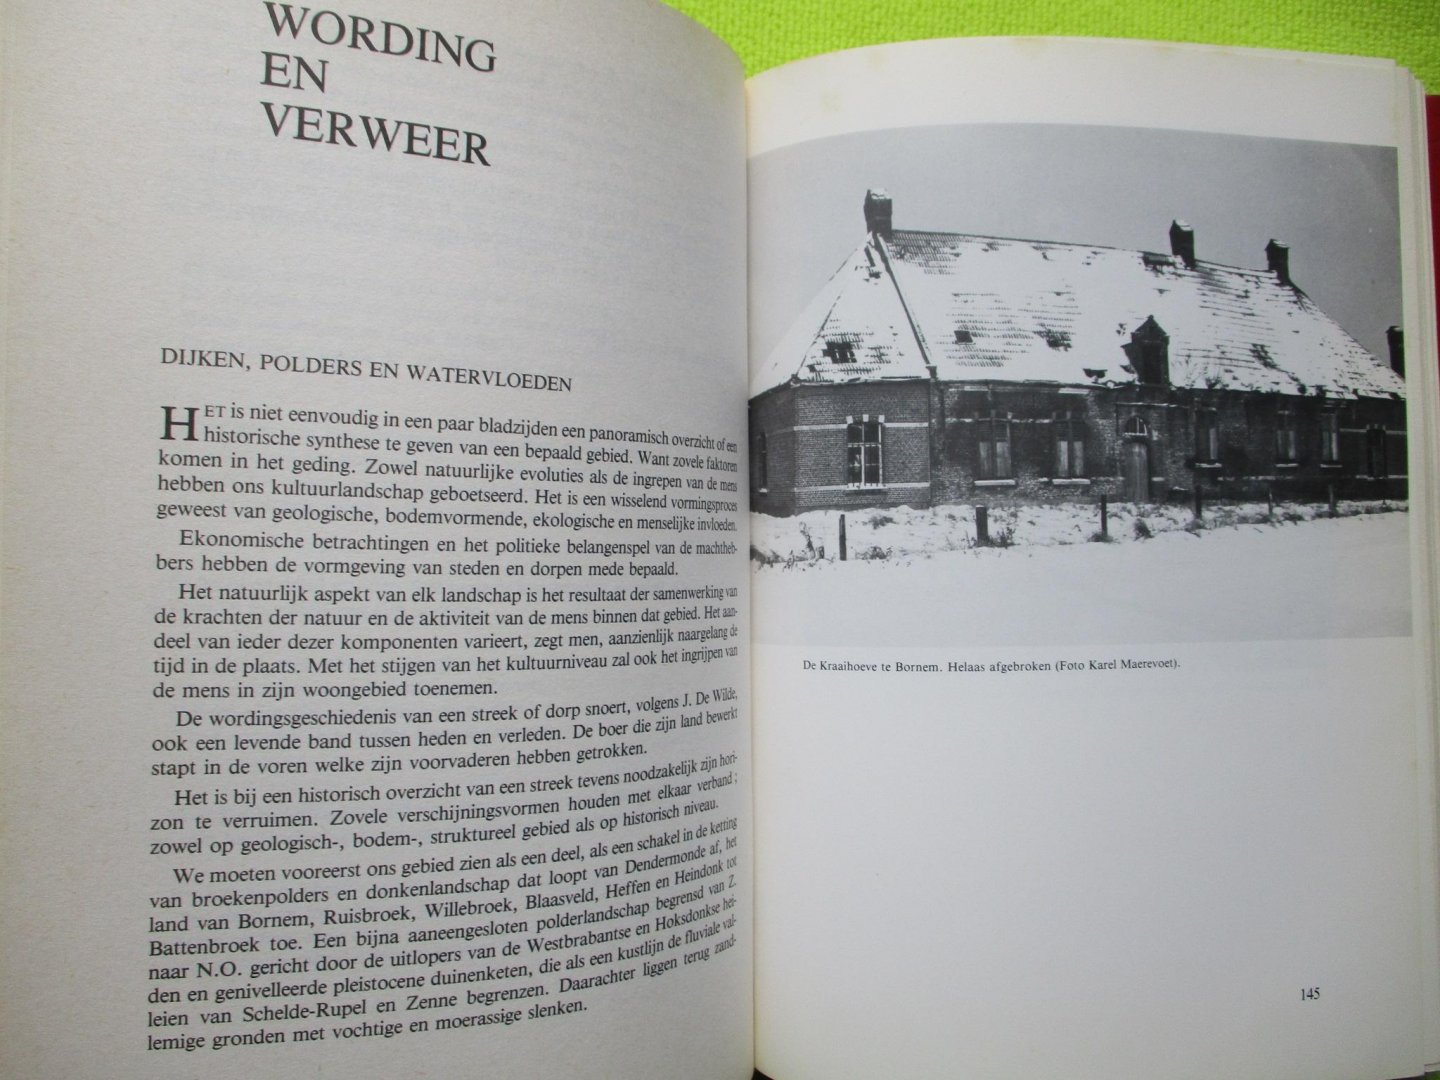 WORDING
EN
VERWEER
DIJKEN, POLDERS EN WATERVLOEDEN
HET is niet eenvoudig in een paar bladzijden een panoramisch overzicht of een
historische synthese te geven van een bepaald gebied. Want zovele faktoren
komen in het geding. Zowel natuurlijke evoluties als de ingrepen van de mens
hebben ons kultuurlandschap geboetseerd. Het is een wisselend vormingsproces
geweest van geologische, bodemvormende, ekologische en menselijke invloeden.
Ekonomische betrachtingen en het politieke belangenspel van de machtheb-
bers hebben de vormgeving van steden en dorpen mede bepaald.
Het natuurlijk aspekt van elk landschap is het resultaat der samenwerking van
de krachten der natuur en de aktiviteit van de mens binnen dat gebied. Het aan-
deel van ieder dezer komponenten varieert, zegt men, aanzienlijk naargelang de
tijd in de plaats. Met het stijgen van het kultuurniveau zal ook het ingrijpen van
de mens in zijn woongebied toenemen.
De wordingsgeschiedenis van een streek of dorp snoert, volgens J. De Wilde,
ook een levende band tussen heden en verleden. De boer die zijn land bewerkt
stapt in de voren welke zijn voorvaderen hebben getrokken.
Het is bij een historisch overzicht van een streek tevens noodzakelijk zijn hori-
zon te verruimen. Zovele verschijningsvormen houden met elkaar verband ;
zowel op geologisch-, bodem-, struktureel gebied als op historisch niveau.
We moeten vooreerst ons gebied zien als een deel, als een schakel in de ketting
van broekenpolders en donkenlandschap dat loopt van Dendermonde af, het
land van Bornem, Ruisbroek, Willebroek, Blaasveld, Heffen en Heindonk tot
Battenbroek toe. Een bijna aaneengesloten polderlandschap begrensd van Z.
naar N.O. gericht door de uitlopers van de Westbrabantse en Hoksdonkse hei-
den en genivelleerde pleistocene duinenketen, die als een kustlijn de fluviale val-
leien van Schelde-Rupel en Zenne begrenzen. Daarachter liggen terug zand-
lemige gronden met vochtige en moerassige slenken.
De Kraaihoeve te Bornem. Helaas afgebroken (Foto Karel Maerevoet).
145